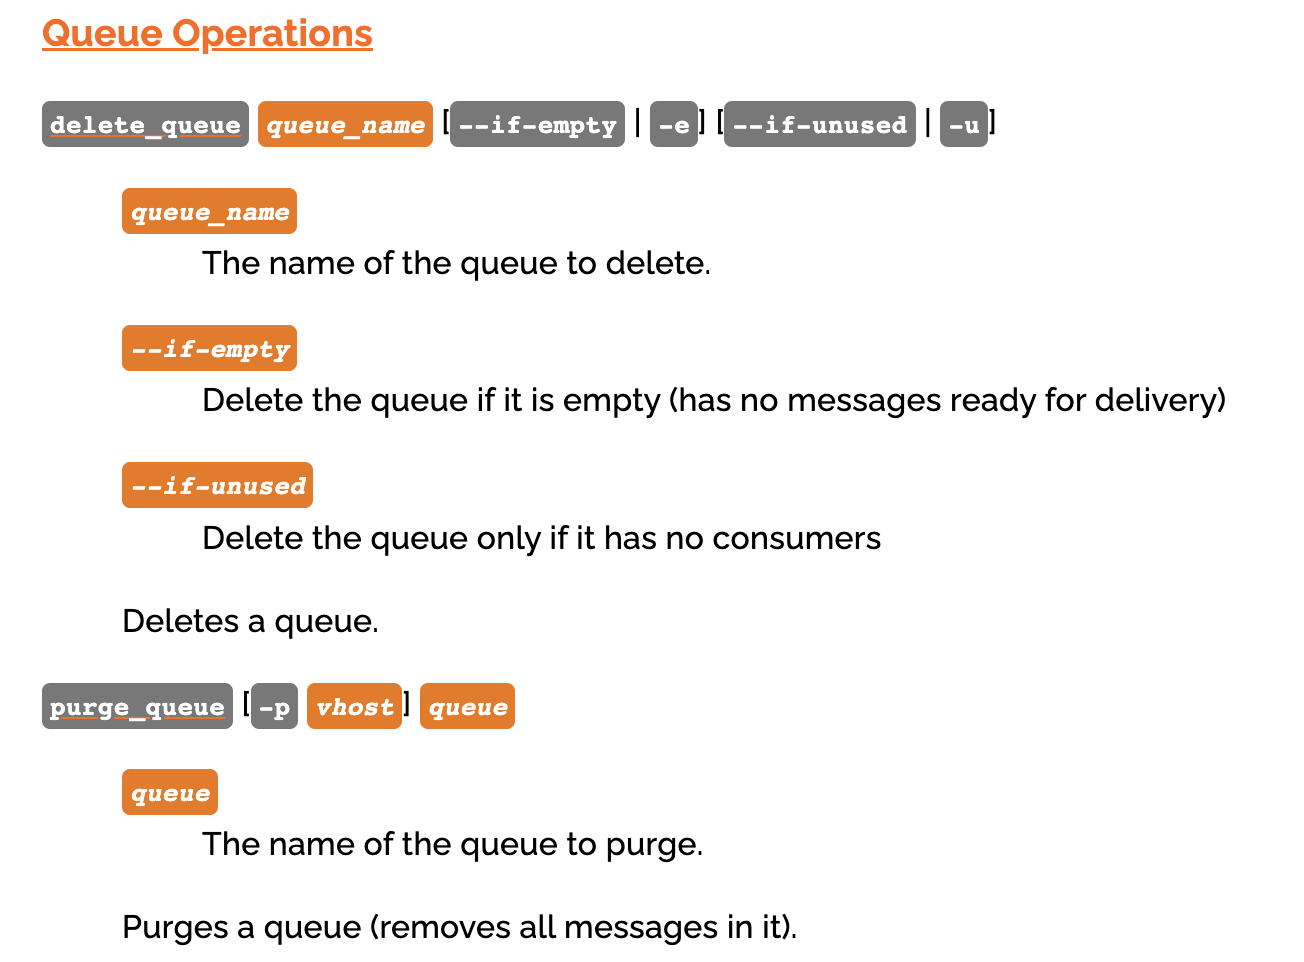 Queue Operations
delete_queue queue_name [--if-empty | -e] [--if-unused | -u]
queue_name
The name of the queue to delete.
--if-empty
Delete the queue if it is empty (has no messages ready for delivery)
--if-unused
Delete the queue only if it has no consumers
Deletes a queue.
purge_queue [-p vhost] queue
queue
The name of the queue to purge.
Purges a queue (removes all messages in it).